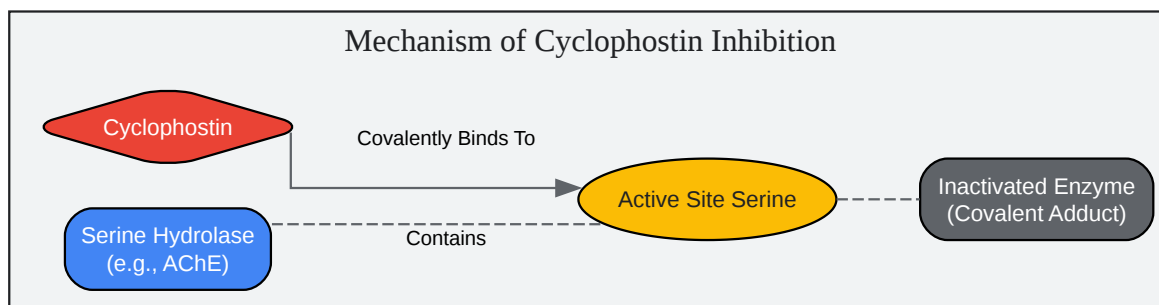 Mechanism of Cyclophostin Inhibition
Cyclophostin
Covalently Binds To
Active Site Serine
Inactivated Enzyme
(Covalent Adduct)
Serine Hydrolase
(e.g., AChE)
Contains